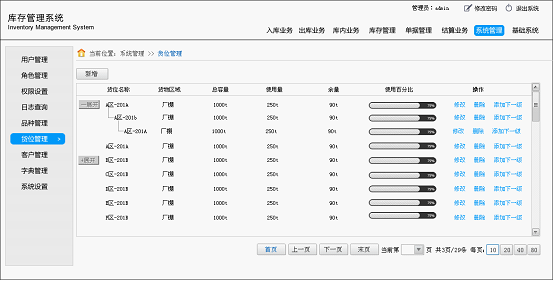 管理员: admin 修改密码 退出系统
库存管理系统
Inventory Management System
入库业务 出库业务 库内业务 库存管理 单据管理 结算业务 系统管理 基础系统
当前位置: 系统管理 >> 货位管理
用户管理
角色管理
权限设置
日志查询
品种管理
货位管理 >
客户管理
字典管理
系统设置
新增
货位名称 货物区域 总容量 使用量 余量 使用百分比 操作
一展开 A区-201A 厂棚 1000t 250t 90t 70% 修改 删除 添加下一级
A区-201b 厂棚 1000t 250t 90t 70% 修改 删除 添加下一级
A区-201A 厂棚 1000t 250t 90t 70% 修改 删除 添加下一级
A区-201A 厂棚 1000t 250t 90t 70% 修改 删除 添加下一级
+展开 B区-201B 厂棚 1000t 250t 90t 70% 修改 删除 添加下一级
C区-201B 厂棚 1000t 250t 90t 70% 修改 删除 添加下一级
D区-201B 厂棚 1000t 250t 90t 70% 修改 删除 添加下一级
E区-201B 厂棚 1000t 250t 90t 70% 修改 删除 添加下一级
F区-201B 厂棚 1000t 250t 90t 70% 修改 删除 添加下一级
首页 上一页 下一页 末页 当前第 页 共3页/29条 每页: 10 20 40 80